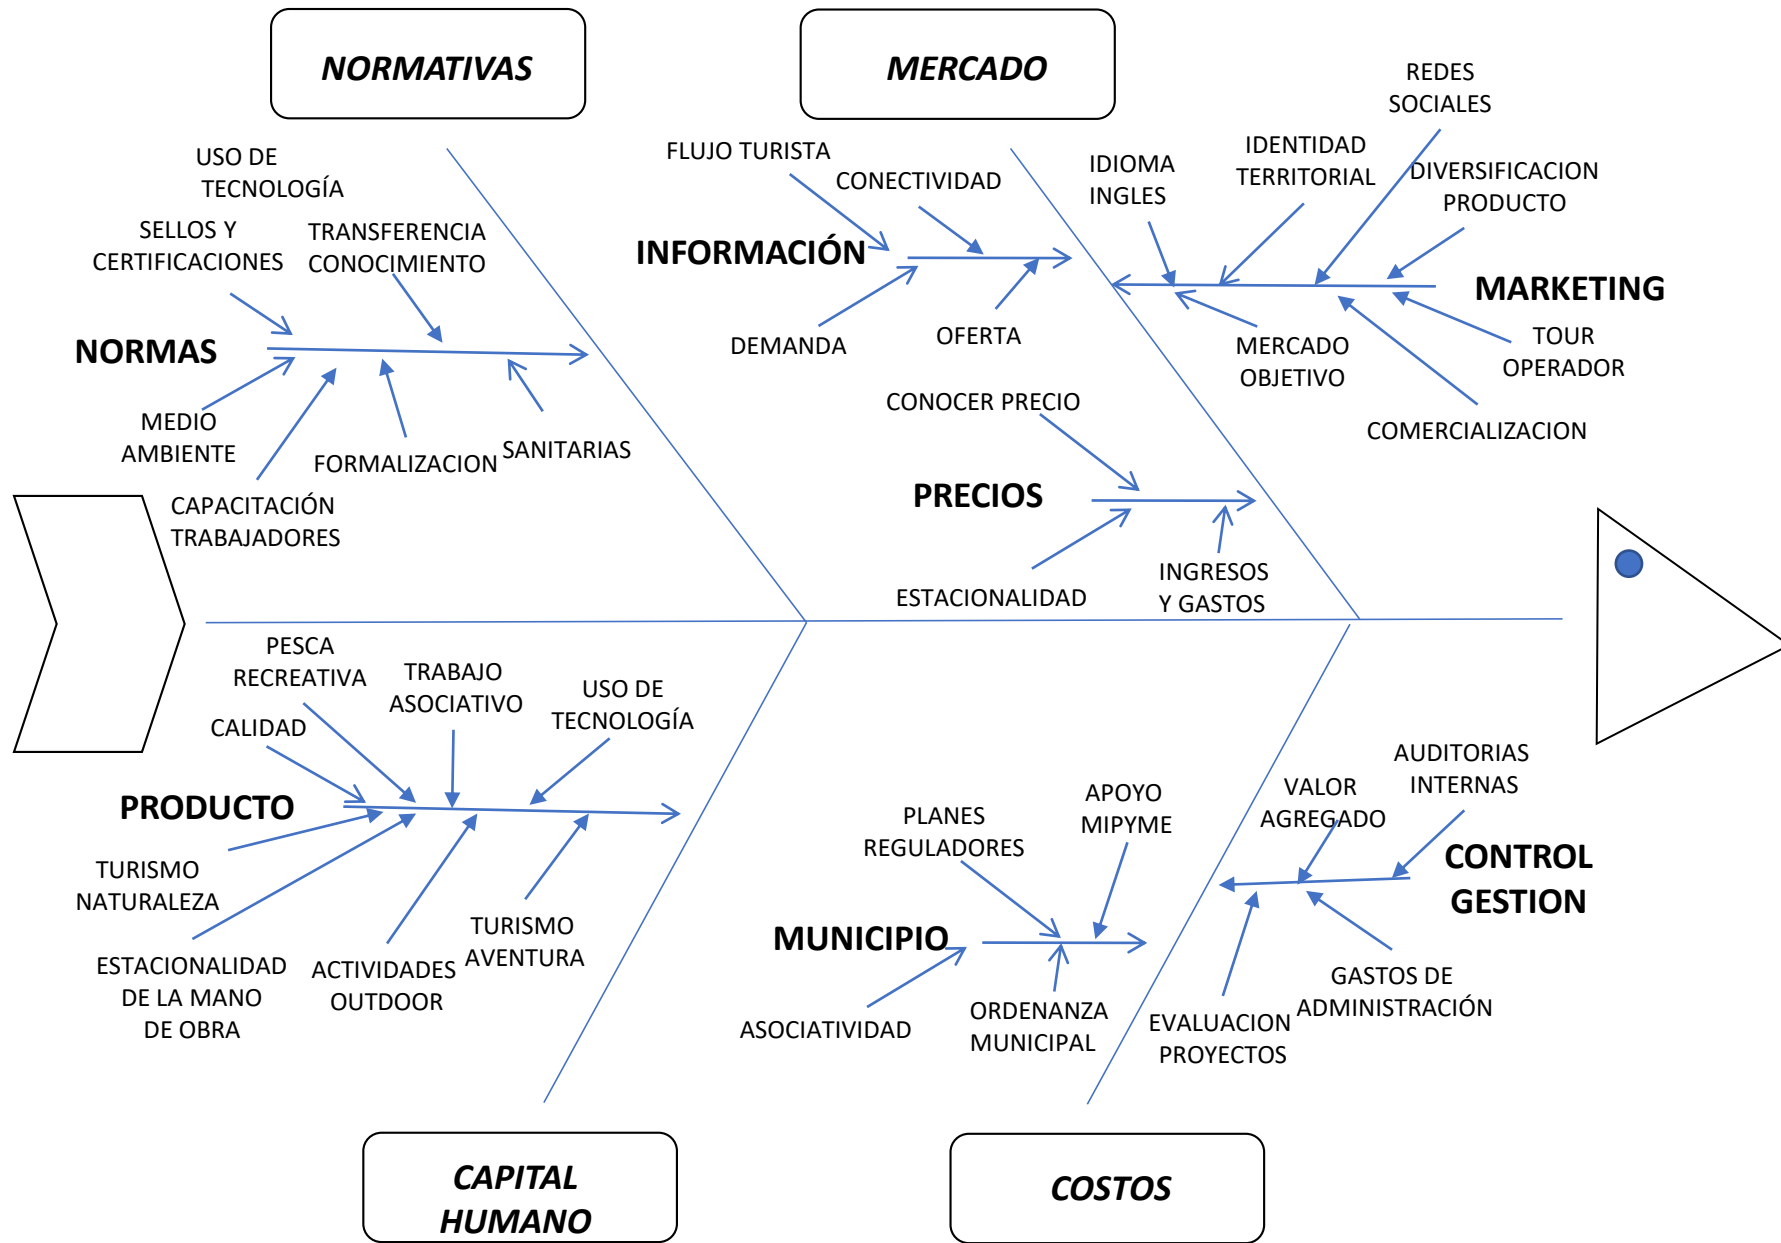 NORMATIVAS
MERCADO
USO DE
TECNOLOGÍA
SELLOS Y
CERTIFICACIONES
TRANSFERENCIA
CONOCIMIENTO
NORMAS
MEDIO
AMBIENTE
CAPACITACIÓN
TRABAJADORES
FORMALIZACION
SANITARIAS
FLUJO TURISTA
CONECTIVIDAD
INFORMACIÓN
DEMANDA
OFERTA
IDIOMA
INGLES
IDENTIDAD
TERRITORIAL
REDES
SOCIALES
DIVERSIFICACION
PRODUCTO
MARKETING
MERCADO
OBJETIVO
TOUR
OPERADOR
COMERCIALIZACION
CONOCER PRECIO
PRECIOS
ESTACIONALIDAD
INGRESOS
Y GASTOS
PESCA
RECREATIVA
CALIDAD
TRABAJO
ASOCIATIVO
USO DE
TECNOLOGÍA
PRODUCTO
TURISMO
NATURALEZA
ESTACIONALIDAD
DE LA MANO
DE OBRA
ACTIVIDADES
OUTDOOR
TURISMO
AVENTURA
PLANES
REGULADORES
APOYO
MIPYME
MUNICIPIO
ASOCIATIVIDAD
ORDENANZA
MUNICIPAL
VALOR
AGREGADO
AUDITORIAS
INTERNAS
CONTROL
GESTION
EVALUACION
PROYECTOS
GASTOS DE
ADMINISTRACIÓN
CAPITAL
HUMANO
COSTOS